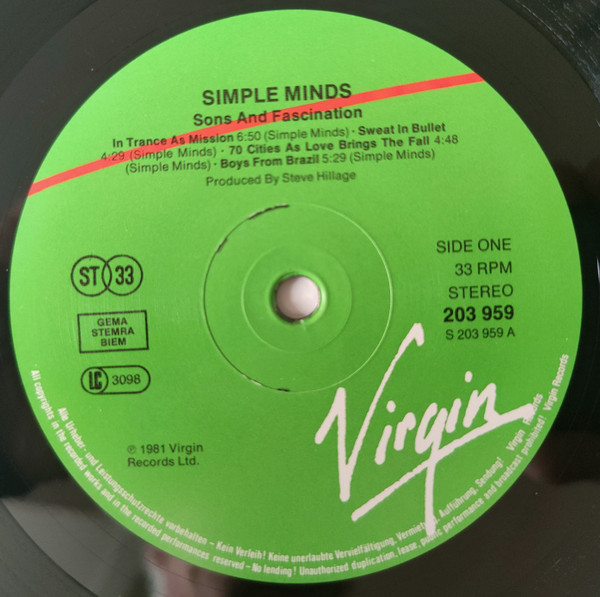 SIMPLE MINDS
Sons And Fascination
In Trance As Mission 6:50 (Simple Minds) · Sweat In Bullet
4:29 (Simple Minds) · 70 Cities As Love Brings The Fall 4:48
(Simple Minds) · Boys From Brazil 5:29 (Simple Minds)
Produced By Steve Hillage
ST 33
GEMA
STEMRA
BIEM
LC 3098
SIDE ONE
33 RPM
STEREO
203 959
S 203 959 A
℗ 1981 Virgin
Records Ltd.
Virgin
Alle Urheber- und Leistungsschutzrechte vorbehalten – Kein Verleih! Keine unerlaubte Vervielfältigung, Vermietung, Aufführung, Sendung! Virgin Records
All copyrights in the recorded works and in the recorded performances reserved – No lending! Unauthorized duplication, lease, public performance and broadcast prohibited! Virgin Records